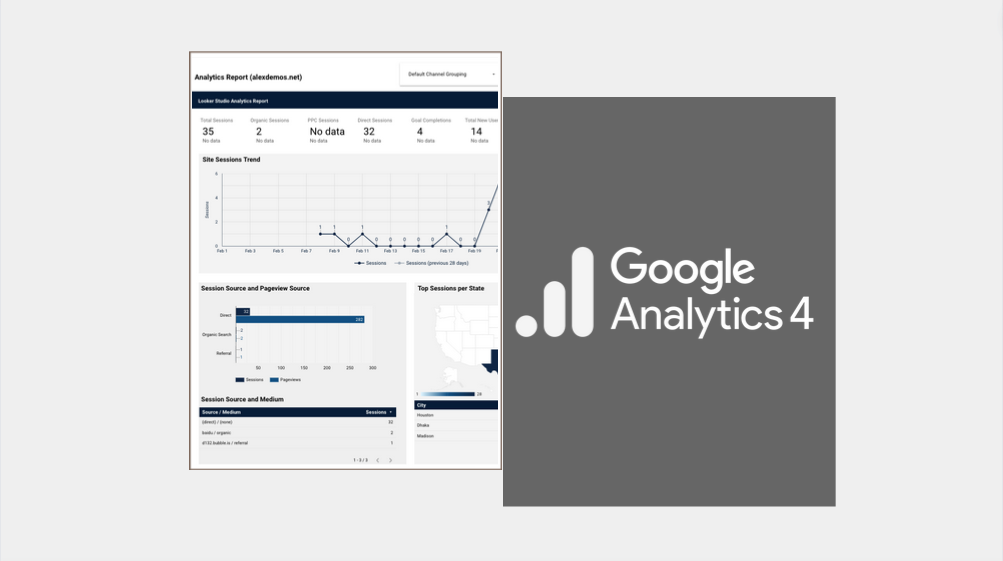 Analytics Report (alexdemos.net)
Default Channel Grouping
Looker Studio Analytics Report
Total Sessions Organic Sessions PPC Sessions Direct Sessions Goal Completions Total New User
35 2 No data 32 4 14
No data No data No data No data No data No data
Site Sessions Trend
6
4
2
0
Sessions
1 1 0 1 0 0 0 0 0 1 0 0 3
Feb 1 Feb 3 Feb 5 Feb 7 Feb 9 Feb 11 Feb 13 Feb 15 Feb 17 Feb 19 F
Sessions Sessions (previous 28 days)
Session Source and Pageview Source
Direct
32
282
Organic Search
2
2
Referral
1
1
50 100 150 200 250 300
Sessions Pageviews
Session Source and Medium
Source / Medium Sessions
(direct) / (none) 32
baidu / organic 2
d132.bubble.is / referral 1
1 - 3 / 3 < >
Top Sessions per State
1 28
City
Houston
Dhaka
Madison
Google
Analytics 4